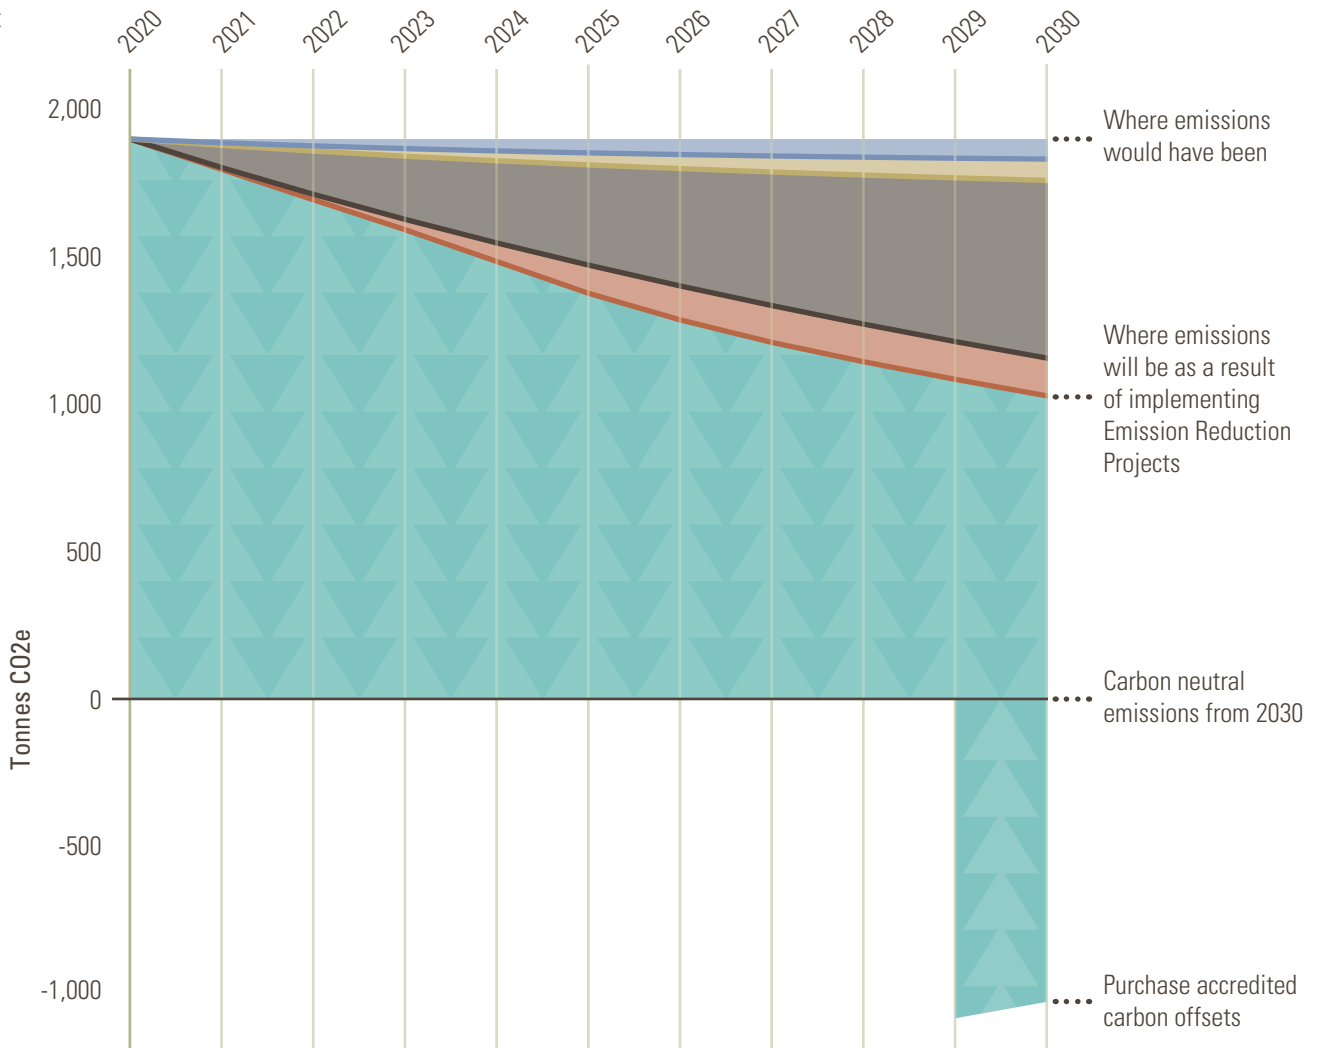 2020
2021
2022
2023
2024
2025
2026
2027
2028
2029
2030
2,000
1,500
1,000
500
0
-500
-1,000
Tonnes CO2e
Where emissions
would have been
Where emissions
will be as a result
of implementing
Emission Reduction
Projects
Carbon neutral
emissions from 2030
Purchase accredited
carbon offsets